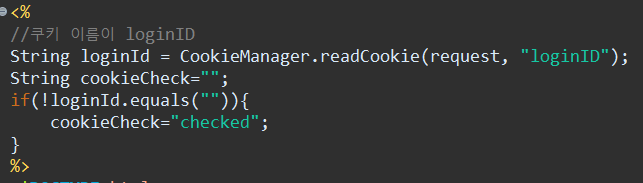 <%
//쿠키 이름이 loginID
String loginId = CookieManager.readCookie(request, "loginID");
String cookieCheck="";
if(!loginId.equals("")){
    cookieCheck="checked";
}
%>